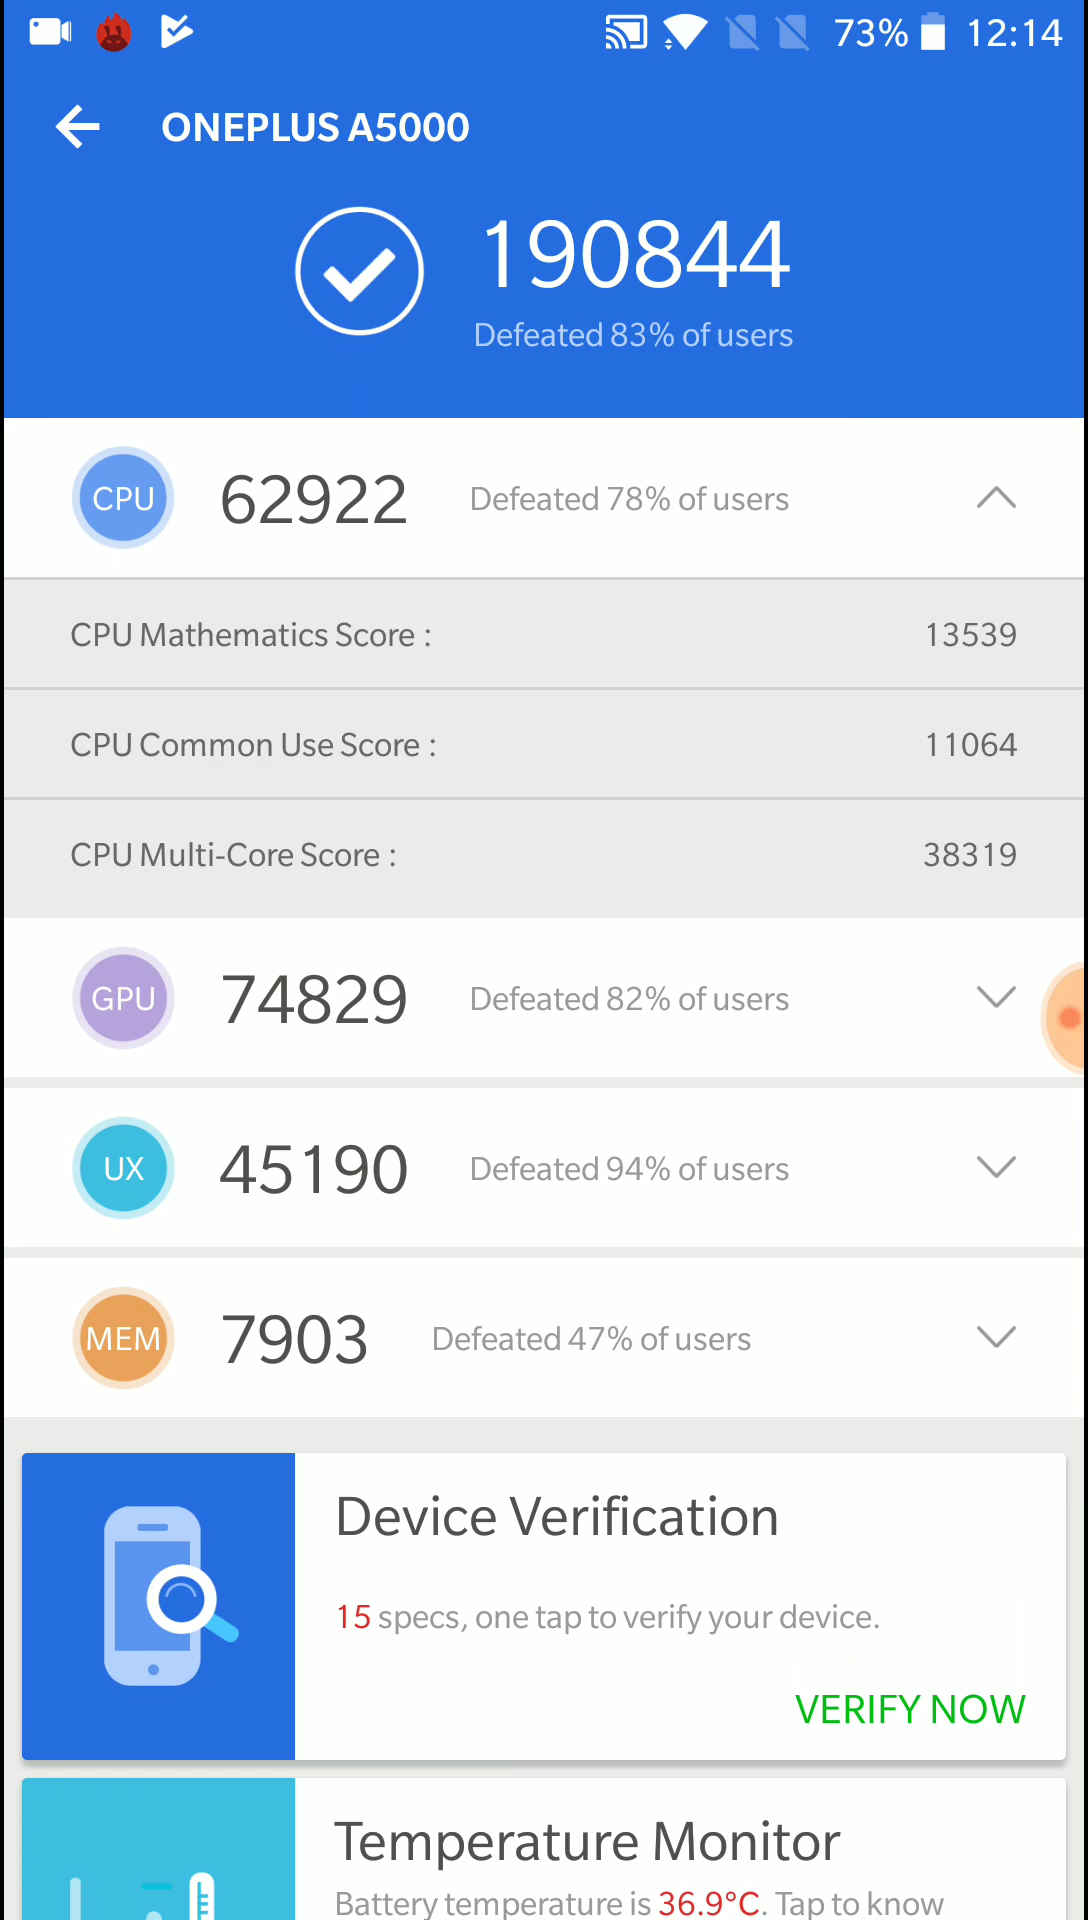 73% 12:14
ONEPLUS A5000
190844
Defeated 83% of users
CPU 62922 Defeated 78% of users
CPU Mathematics Score : 13539
CPU Common Use Score : 11064
CPU Multi-Core Score : 38319
GPU 74829 Defeated 82% of users
UX 45190 Defeated 94% of users
MEM 7903 Defeated 47% of users
Device Verification
15 specs, one tap to verify your device.
VERIFY NOW
Temperature Monitor
Battery temperature is 36.9°C. Tap to know